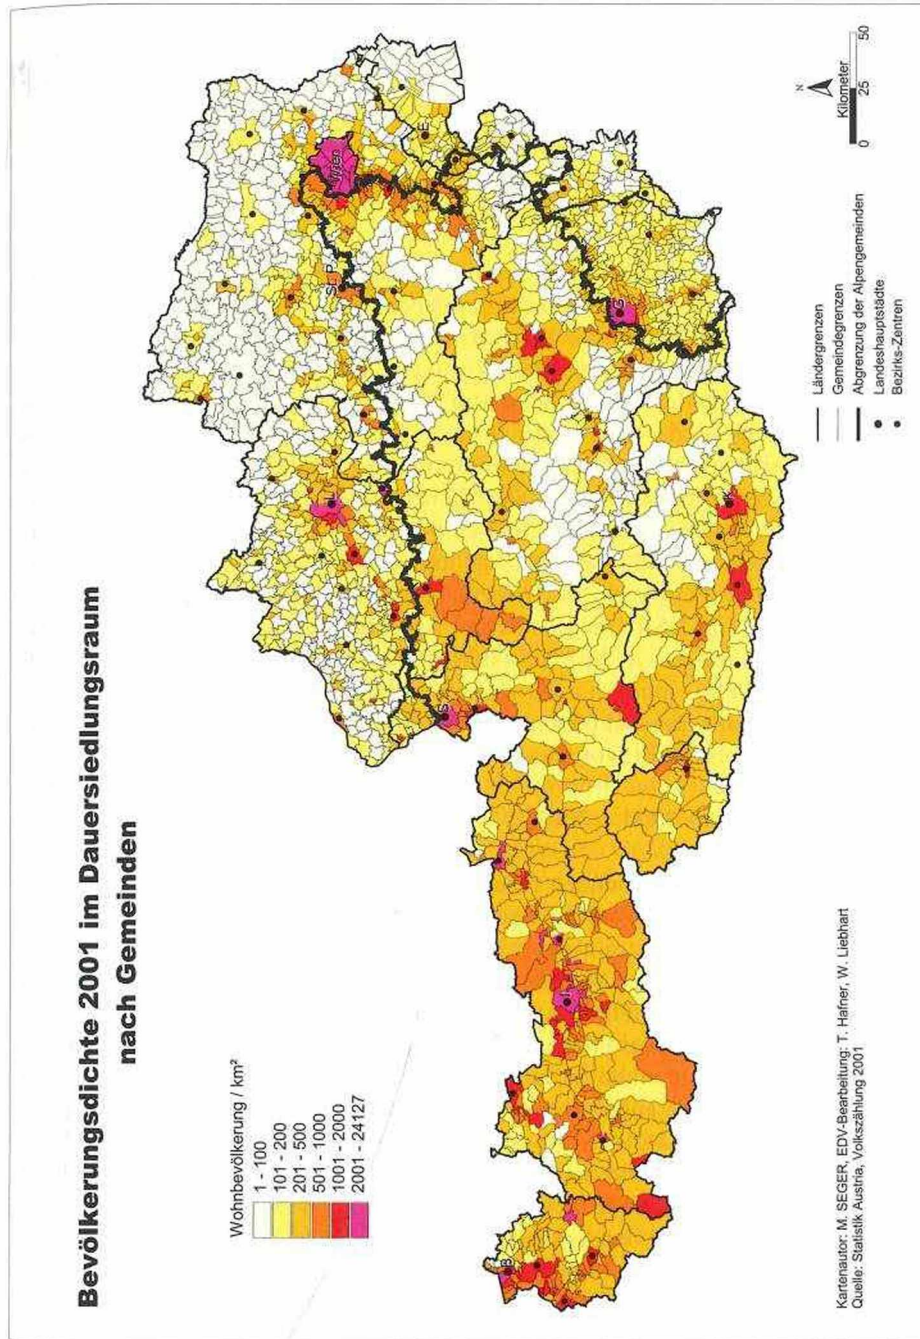 Bevölkerungsdichte 2001 im Dauersiedlungsraum
nach Gemeinden
Wohnbevölkerung / km²
1 - 100
101 - 200
201 - 500
501 - 1000
1001 - 2000
2001 - 24127
Wien
St.P
L
E
S
G
I
B
K
Ländergrenzen
Gemeindegrenzen
Abgrenzung der Alpengemeinden
Landeshauptstädte
Bezirks-Zentren
N
Kilometer
0
25
50
Kartenautor: M. SEGER, EDV-Bearbeitung: T. Hafner, W. Liebhart
Quelle: Statistik Austria, Volkszählung 2001